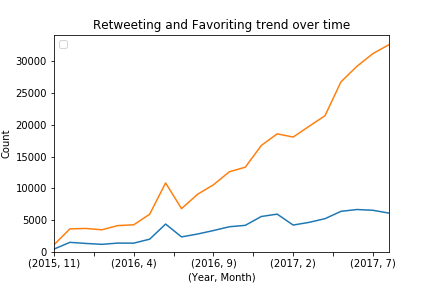 Retweeting and Favoriting trend over time
30000
25000
20000
15000
10000
5000
0
Count
(2015, 11) (2016, 4) (2016, 9) (2017, 2) (2017, 7)
(Year, Month)